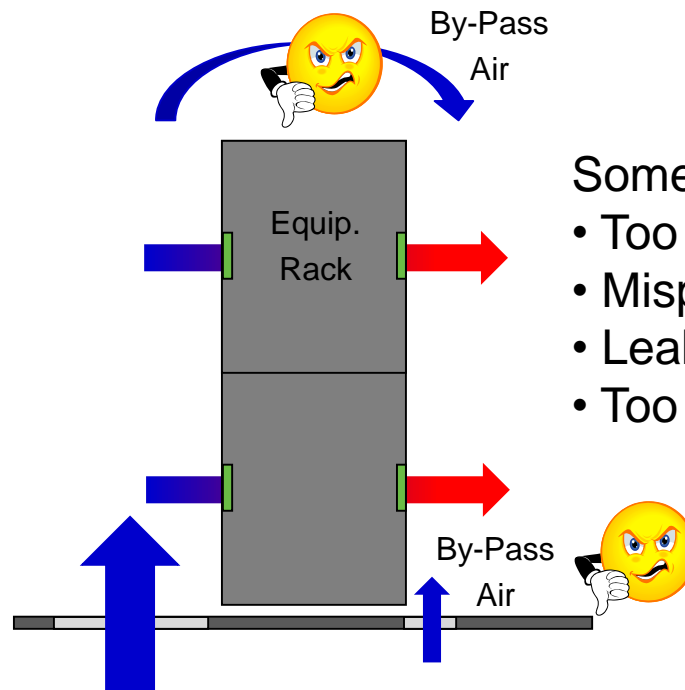 By-Pass
Air
Equip.
Rack
Some
• Too
• Misp
• Leal
• Too
By-Pass
Air